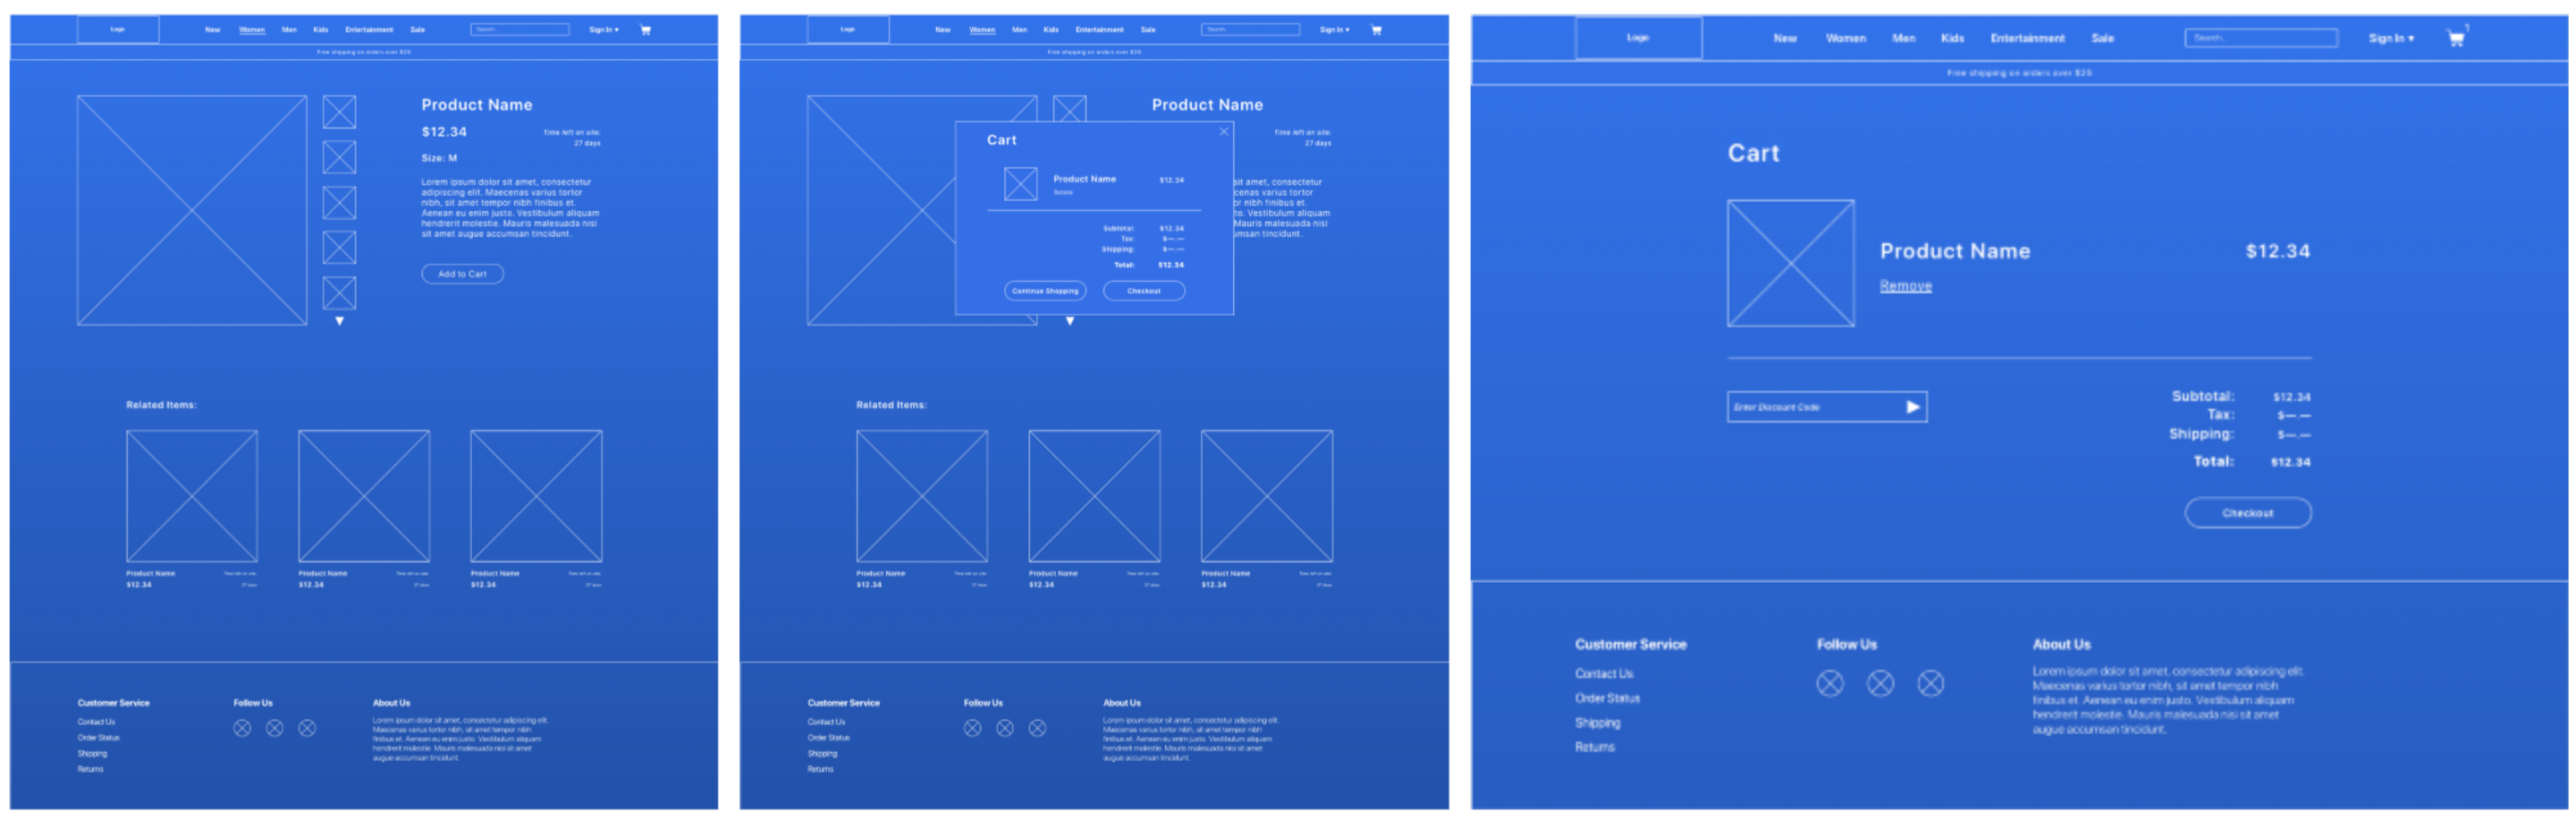 Logo
New Women Men Kids Entertainment Sale
Search...
Sign In ▾
Free shipping on orders over $25
Product Name
$12.34
Time left on site:
27 days
Size: M
Lorem ipsum dolor sit amet, consectetur
adipiscing elit. Maecenas varius tortor
nibh, sit amet tempor nibh finibus et.
Aenean eu enim justo. Vestibulum aliquam
hendrerit molestie. Mauris malesuada nisi
sit amet augue accumsan tincidunt.
Add to Cart
Related Items:
Product Name Time left on site:
$12.34 27 days
Product Name Time left on site:
$12.34 27 days
Product Name Time left on site:
$12.34 27 days
Customer Service
Contact Us
Order Status
Shipping
Returns
Follow Us
About Us
Lorem ipsum dolor sit amet, consectetur adipiscing elit.
Maecenas varius tortor nibh, sit amet tempor nibh
finibus et. Aenean eu enim justo. Vestibulum aliquam
hendrerit molestie. Mauris malesuada nisi sit amet
augue accumsan tincidunt.
Logo
New Women Men Kids Entertainment Sale
Search...
Sign In ▾
Free shipping on orders over $25
Product Name
Time left on site:
27 days
sit amet, consectetur
cenas varius tortor
or nibh finibus et.
to. Vestibulum aliquam
Mauris malesuada nisi
umsan tincidunt.
Cart
Product Name $12.34
Remove
Subtotal: $12.34
Tax: $—.—
Shipping: $—.—
Total: $12.34
Continue Shopping
Checkout
Related Items:
Product Name Time left on site:
$12.34 27 days
Product Name Time left on site:
$12.34 27 days
Product Name Time left on site:
$12.34 27 days
Customer Service
Contact Us
Order Status
Shipping
Returns
Follow Us
About Us
Lorem ipsum dolor sit amet, consectetur adipiscing elit.
Maecenas varius tortor nibh, sit amet tempor nibh
finibus et. Aenean eu enim justo. Vestibulum aliquam
hendrerit molestie. Mauris malesuada nisi sit amet
augue accumsan tincidunt.
Logo
New Women Men Kids Entertainment Sale
Search...
Sign In ▾
1
Free shipping on orders over $25
Cart
Product Name $12.34
Remove
Enter Discount Code
Subtotal: $12.34
Tax: $—.—
Shipping: $—.—
Total: $12.34
Checkout
Customer Service
Contact Us
Order Status
Shipping
Returns
Follow Us
About Us
Lorem ipsum dolor sit amet, consectetur adipiscing elit.
Maecenas varius tortor nibh, sit amet tempor nibh
finibus et. Aenean eu enim justo. Vestibulum aliquam
hendrerit molestie. Mauris malesuada nisi sit amet
augue accumsan tincidunt.